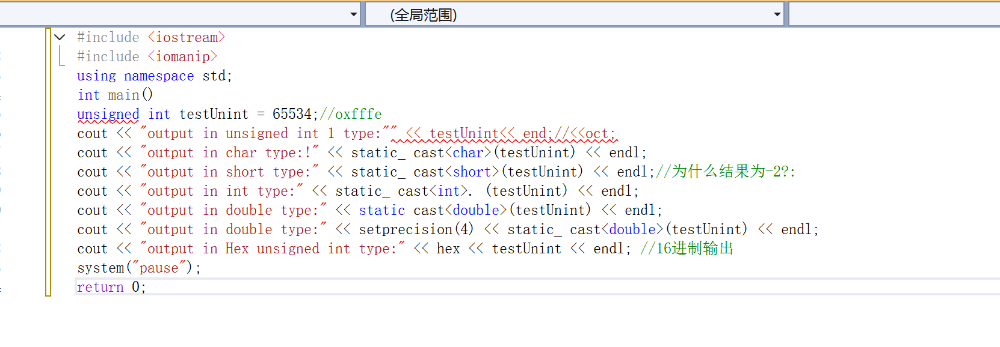 (全局范围)
#include <iostream>
#include <iomanip>
using namespace std;
int main()
unsigned int testUnint = 65534;//oxfffe
cout << "output in unsigned int 1 type:"" << testUnint<< end;//<<oct;
cout << "output in char type:!" << static_ cast<char>(testUnint) << endl;
cout << "output in short type:" << static_ cast<short>(testUnint) << endl;//为什么结果为-2?:
cout << "output in int type:" << static_ cast<int>. (testUnint) << endl;
cout << "output in double type:" << static cast<double>(testUnint) << endl;
cout << "output in double type:" << setprecision(4) << static_ cast<double>(testUnint) << endl;
cout << "output in Hex unsigned int type:" << hex << testUnint << endl; //16进制输出
system("pause");
return 0;